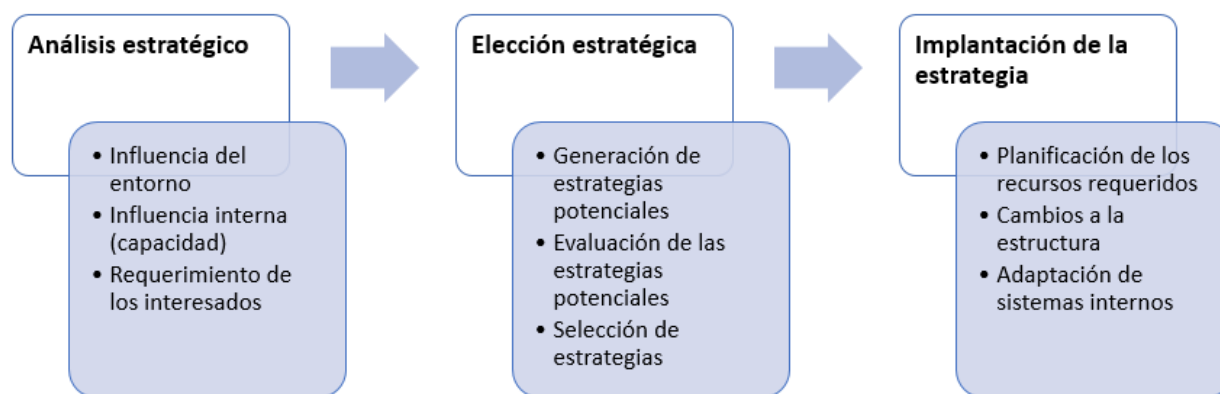 Análisis estratégico
• Influencia del
entorno
• Influencia interna
(capacidad)
• Requerimiento de
los interesados
Elección estratégica
• Generación de
estrategias
potenciales
• Evaluación de las
estrategias
potenciales
• Selección de
estrategias
Implantación de la
estrategia
• Planificación de los
recursos requeridos
• Cambios a la
estructura
• Adaptación de
sistemas internos